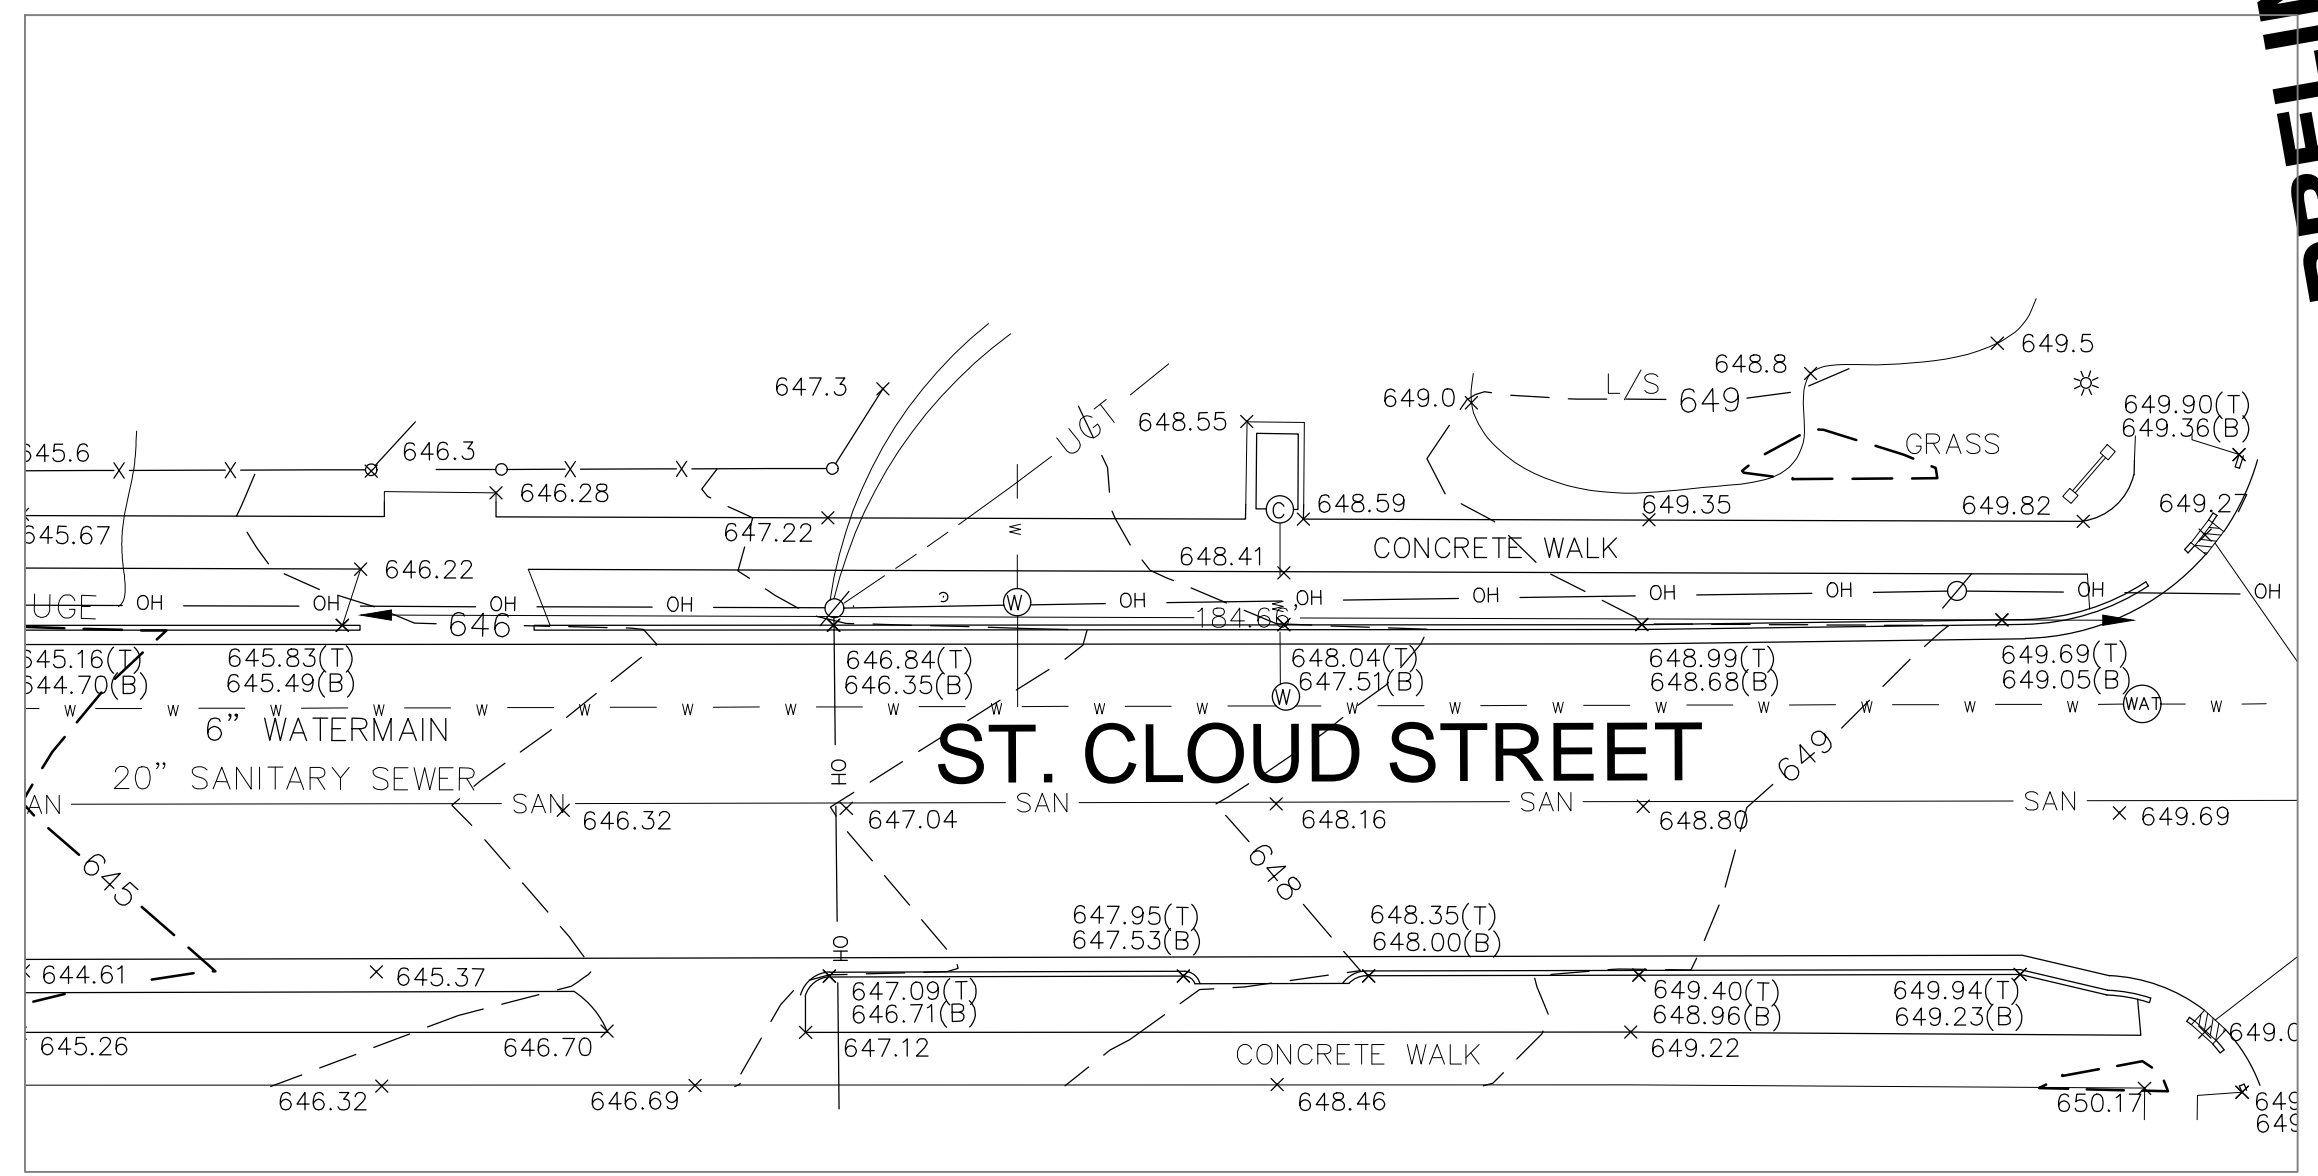 649.5
648.8
647.3
649.0
L/S
649
649.90(T)
649.36(B)
UGT
648.55
GRASS
646.3
646.28
648.59
649.35
649.82
649.27
647.22
645.67
648.41
CONCRETE WALK
646.22
UGE
OH
OH
OH
OH
W
OH
OH
OH
OH
OH
OH
OH
C
W
W
646
184.66'
645.83(T)
645.49(B)
646.84(T)
646.35(B)
648.04(T)
647.51(B)
648.99(T)
648.68(B)
649.69(T)
649.05(B)
W
WAT
W W W W W W W W W W W W W W W W W W W W W
6" WATERMAIN
ST. CLOUD STREET
649
20" SANITARY SEWER
OH
SAN
SAN
SAN
SAN
646.32
647.04
648.16
648.80
649.69
645
648
OH
647.95(T)
647.53(B)
648.35(T)
648.00(B)
644.61
645.37
647.09(T)
646.71(B)
649.40(T)
648.96(B)
649.94(T)
649.23(B)
645.26
646.70
647.12
CONCRETE WALK
649.22
646.32
646.69
648.46
650.17